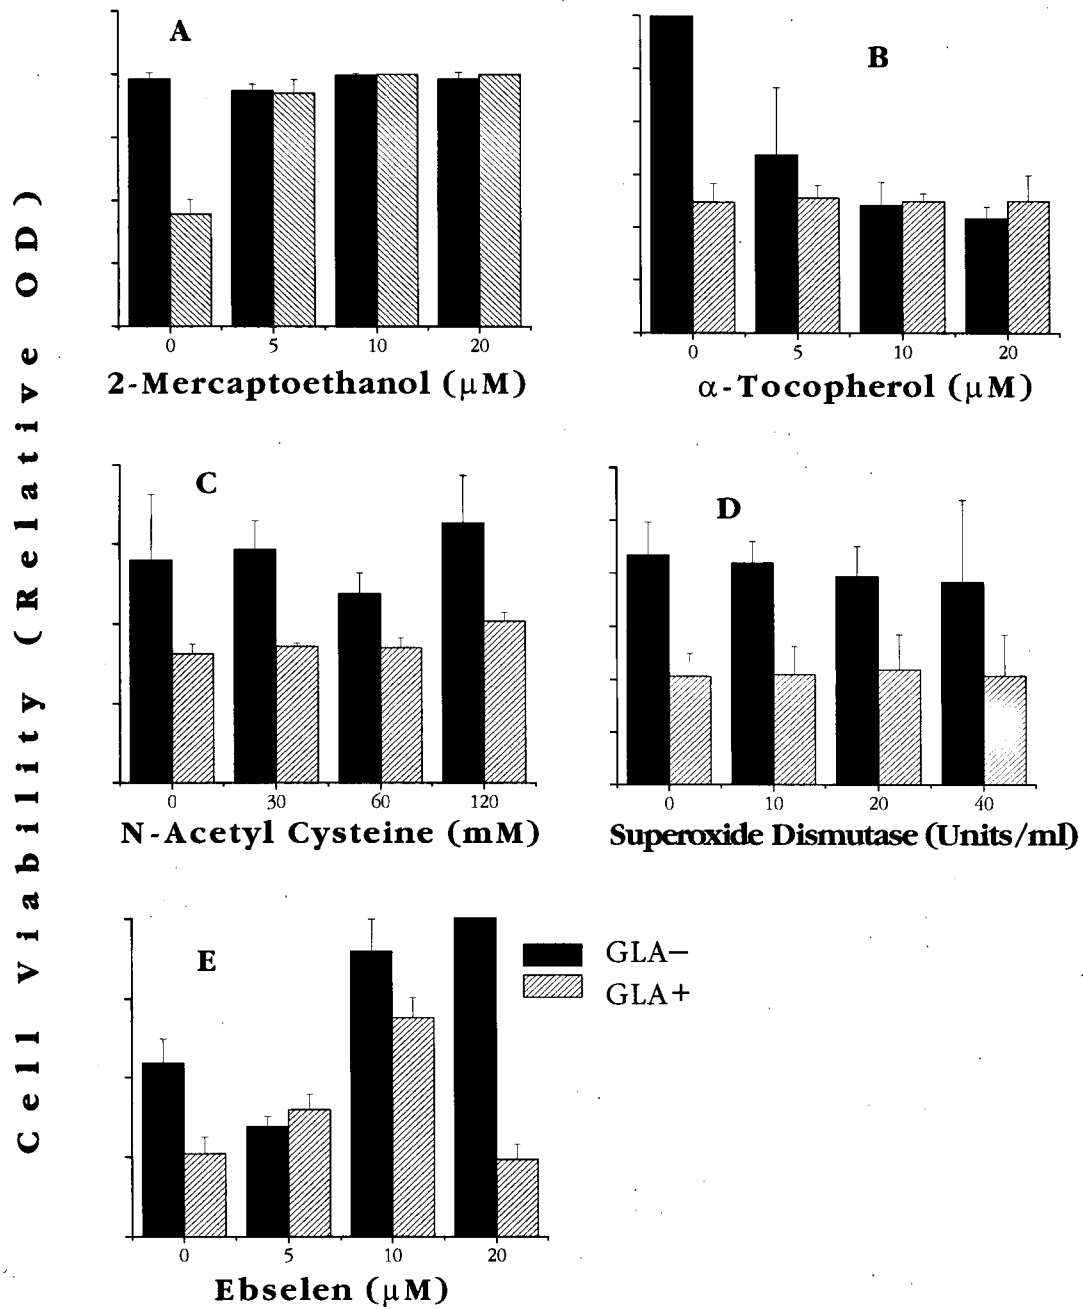 Cell Viability (Relative OD)
A
0 5 10 20
2-Mercaptoethanol (μM)
B
0 5 10 20
α-Tocopherol (μM)
C
0 30 60 120
N-Acetyl Cysteine (mM)
D
0 10 20 40
Superoxide Dismutase (Units/ml)
E
0 5 10 20
Ebselen (μM)
GLA−
GLA+